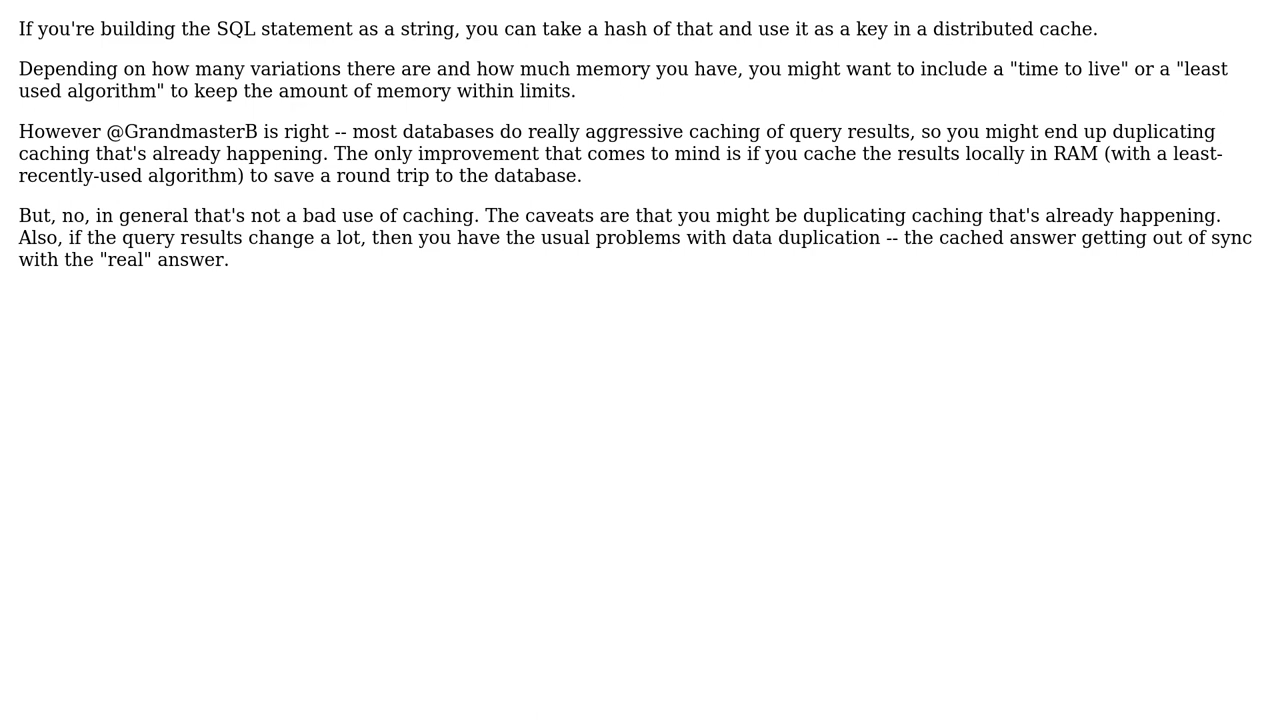 If you're building the SQL statement as a string, you can take a hash of that and use it as a key in a distributed cache.
Depending on how many variations there are and how much memory you have, you might want to include a "time to live" or a "least
used algorithm" to keep the amount of memory within limits.
However @GrandmasterB is right -- most databases do really aggressive caching of query results, so you might end up duplicating
caching that's already happening. The only improvement that comes to mind is if you cache the results locally in RAM (with a least-
recently-used algorithm) to save a round trip to the database.
But, no, in general that's not a bad use of caching. The caveats are that you might be duplicating caching that's already happening.
Also, if the query results change a lot, then you have the usual problems with data duplication -- the cached answer getting out of sync
with the "real" answer.